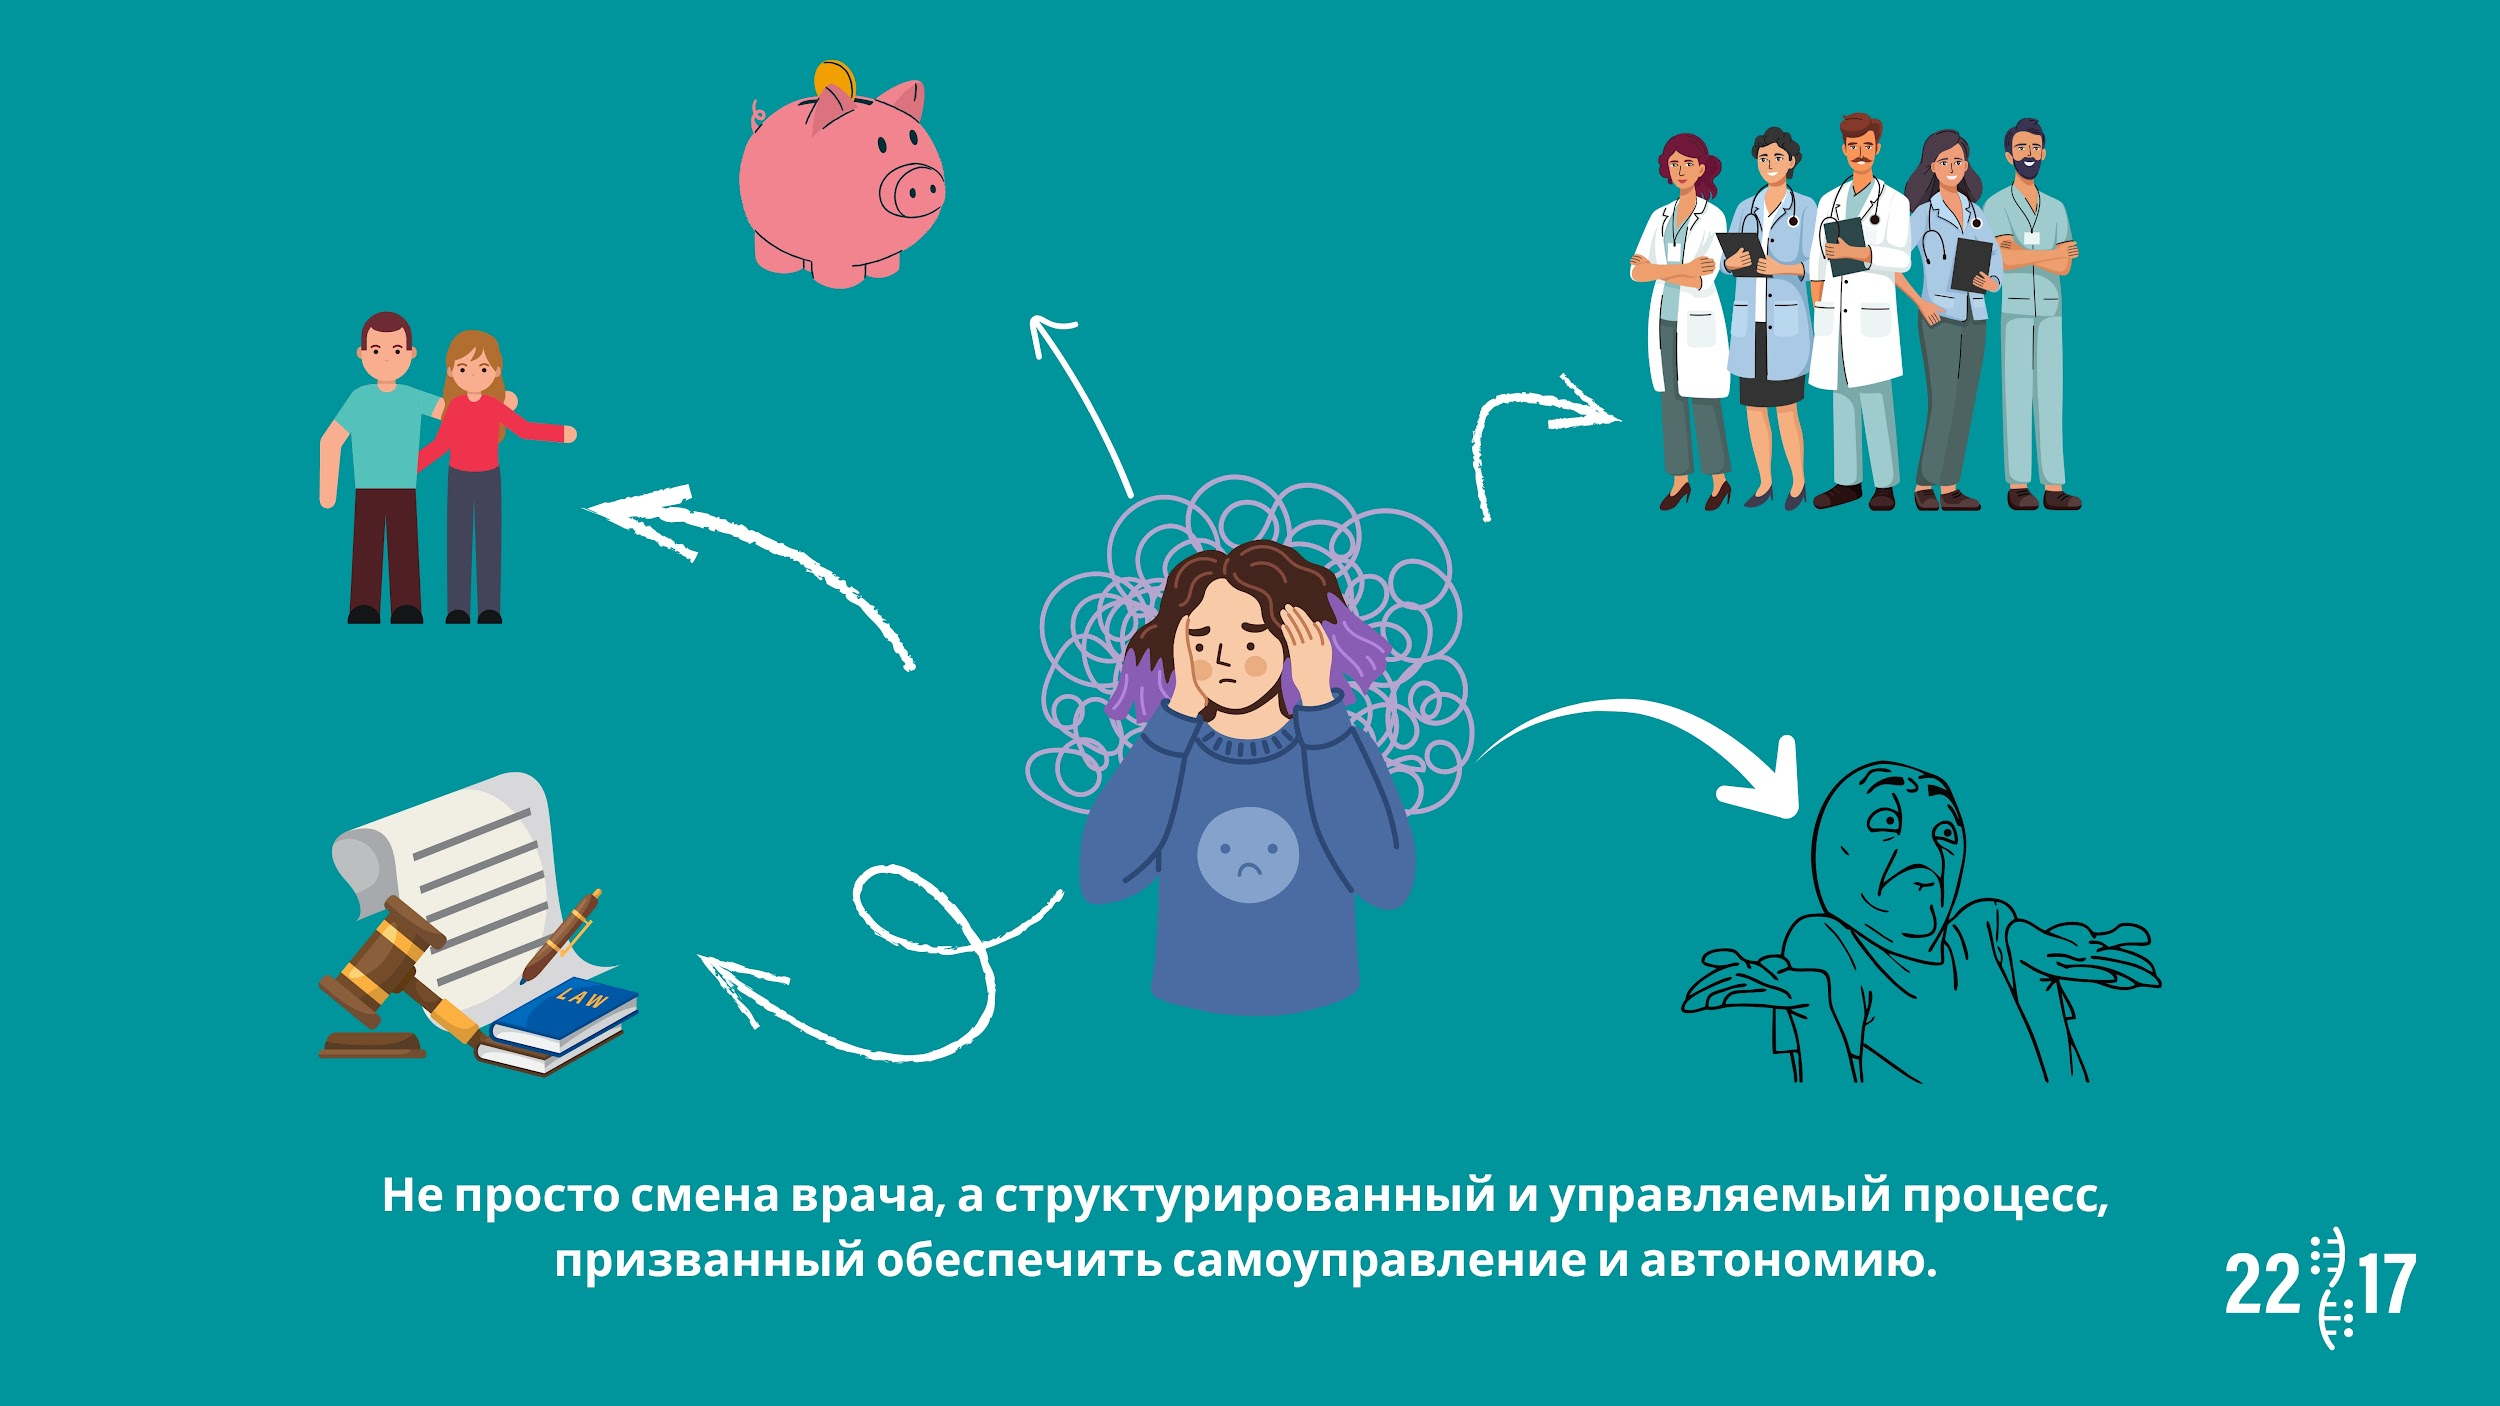 LAW
Не просто смена врача, а структурированный и управляемый процесс,
призванный обеспечить самоуправление и автономию.
22 17